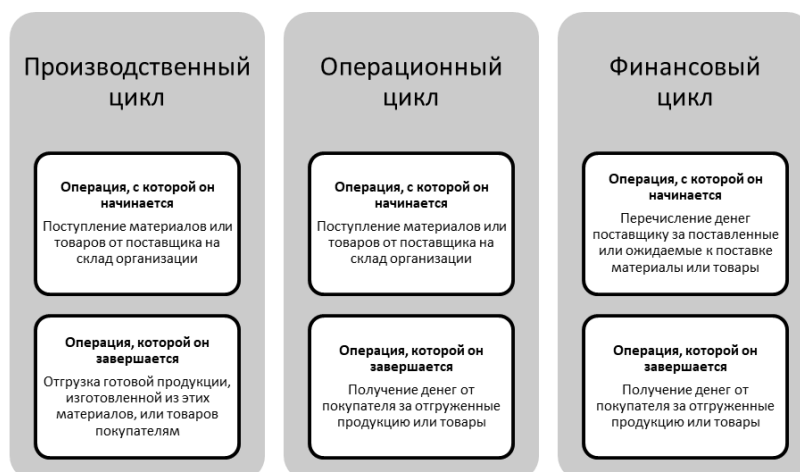 Производственный
цикл
Операция, с которой он
начинается
Поступление материалов или
товаров от поставщика на
склад организации
Операция, которой он
завершается
Отгрузка готовой продукции,
изготовленной из этих
материалов, или товаров
покупателям
Операционный
цикл
Операция, с которой он
начинается
Поступление материалов или
товаров от поставщика на
склад организации
Операция, которой он
завершается
Получение денег от
покупателя за отгруженные
продукцию или товары
Финансовый
цикл
Операция, с которой он
начинается
Перечисление денег
поставщику за поставленные
или ожидаемые к поставке
материалы или товары
Операция, которой он
завершается
Получение денег от
покупателя за отгруженные
продукцию или товары